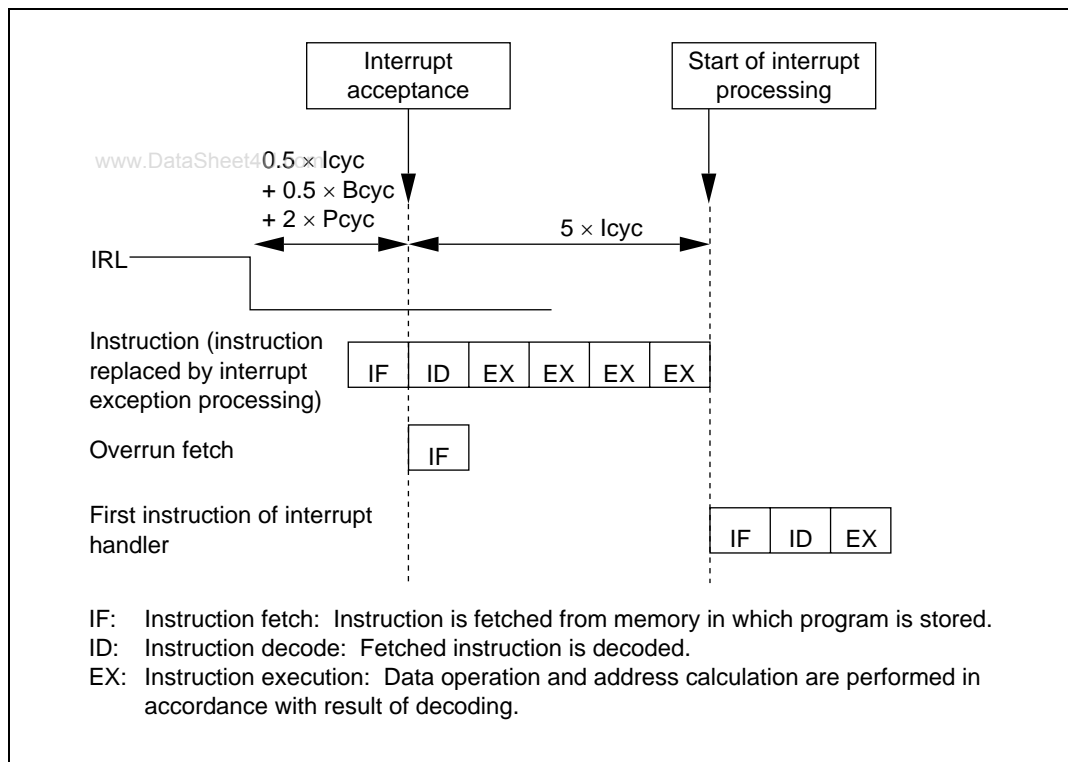 Interrupt
acceptance
Start of interrupt
processing
www.DataSheet4U.com
0.5 × Icyc
+ 0.5 × Bcyc
+ 2 × Pcyc
5 × Icyc
IRL
Instruction (instruction
replaced by interrupt
exception processing)
IF ID EX EX EX EX
Overrun fetch
IF
First instruction of interrupt
handler
IF ID EX
IF: Instruction fetch: Instruction is fetched from memory in which program is stored.
ID: Instruction decode: Fetched instruction is decoded.
EX: Instruction execution: Data operation and address calculation are performed in
accordance with result of decoding.